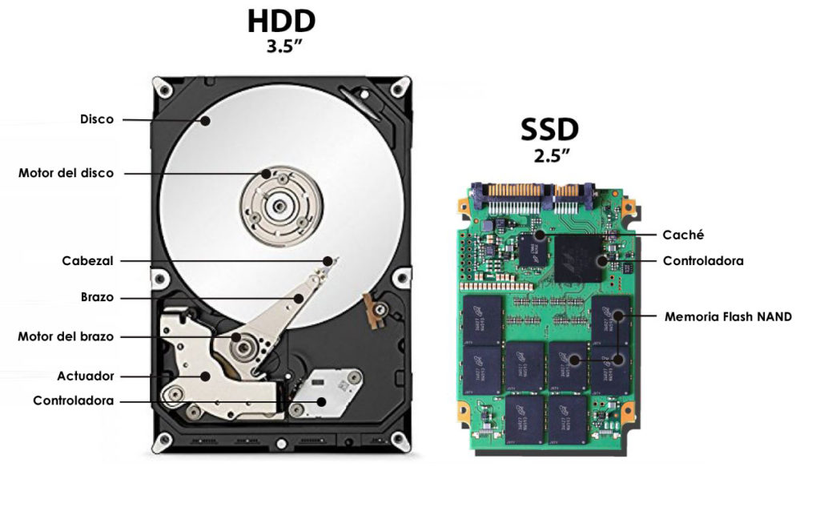 HDD
3.5”
Disco
Motor del disco
Cabezal
Brazo
Motor del brazo
Actuador
Controladora
SSD
2.5”
Caché
Controladora
Memoria Flash NAND